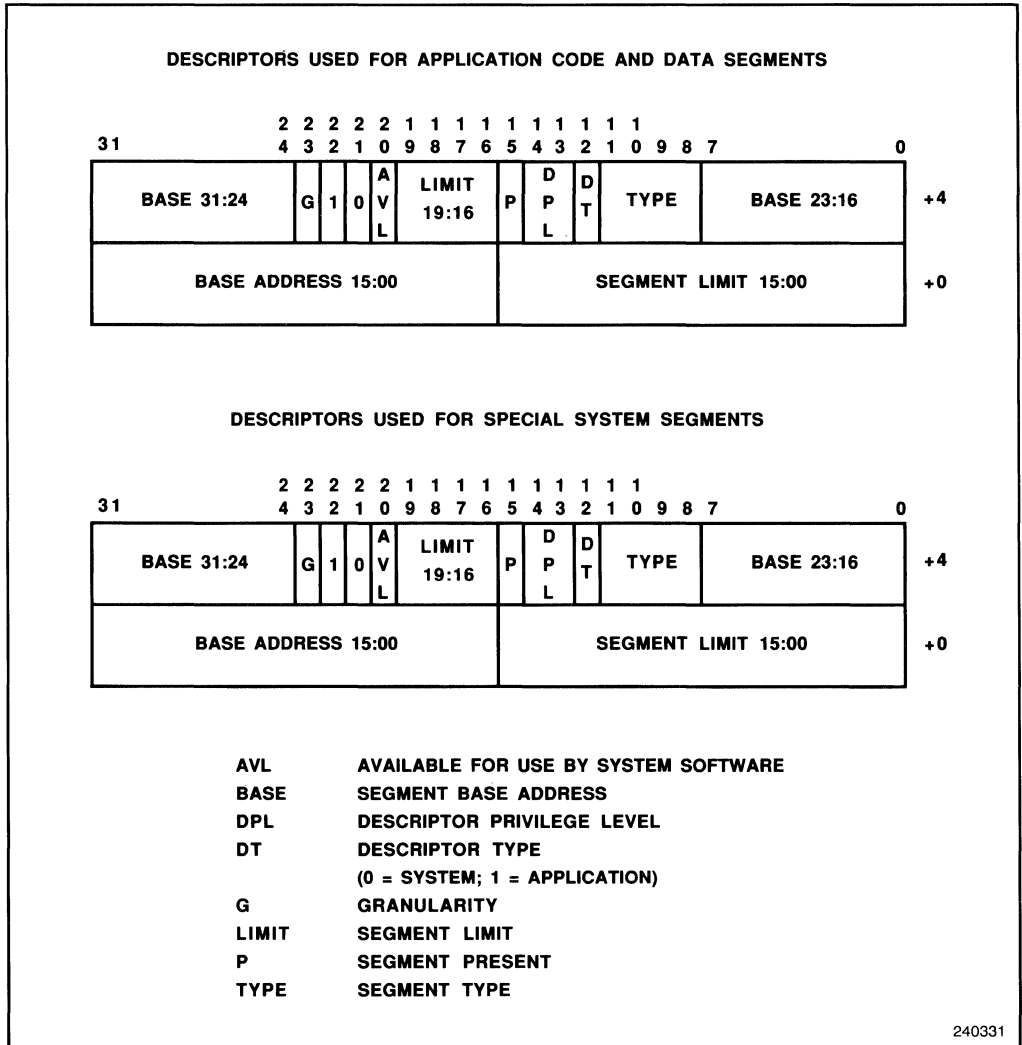 DESCRIPTORS USED FOR APPLICATION CODE AND DATA SEGMENTS
2 2 2 2 2 1 1 1 1 1 1 1 1 1 1
31 4 3 2 1 0 9 8 7 6 5 4 3 2 1 0 9 8 7 0
BASE 31:24 G 1 0 AVL LIMIT 19:16 P DPL DT TYPE BASE 23:16 +4
BASE ADDRESS 15:00 SEGMENT LIMIT 15:00 +0
DESCRIPTORS USED FOR SPECIAL SYSTEM SEGMENTS
2 2 2 2 2 1 1 1 1 1 1 1 1 1 1
31 4 3 2 1 0 9 8 7 6 5 4 3 2 1 0 9 8 7 0
BASE 31:24 G 1 0 AVL LIMIT 19:16 P DPL DT TYPE BASE 23:16 +4
BASE ADDRESS 15:00 SEGMENT LIMIT 15:00 +0
AVL AVAILABLE FOR USE BY SYSTEM SOFTWARE
BASE SEGMENT BASE ADDRESS
DPL DESCRIPTOR PRIVILEGE LEVEL
DT DESCRIPTOR TYPE
(0 = SYSTEM; 1 = APPLICATION)
G GRANULARITY
LIMIT SEGMENT LIMIT
P SEGMENT PRESENT
TYPE SEGMENT TYPE
240331